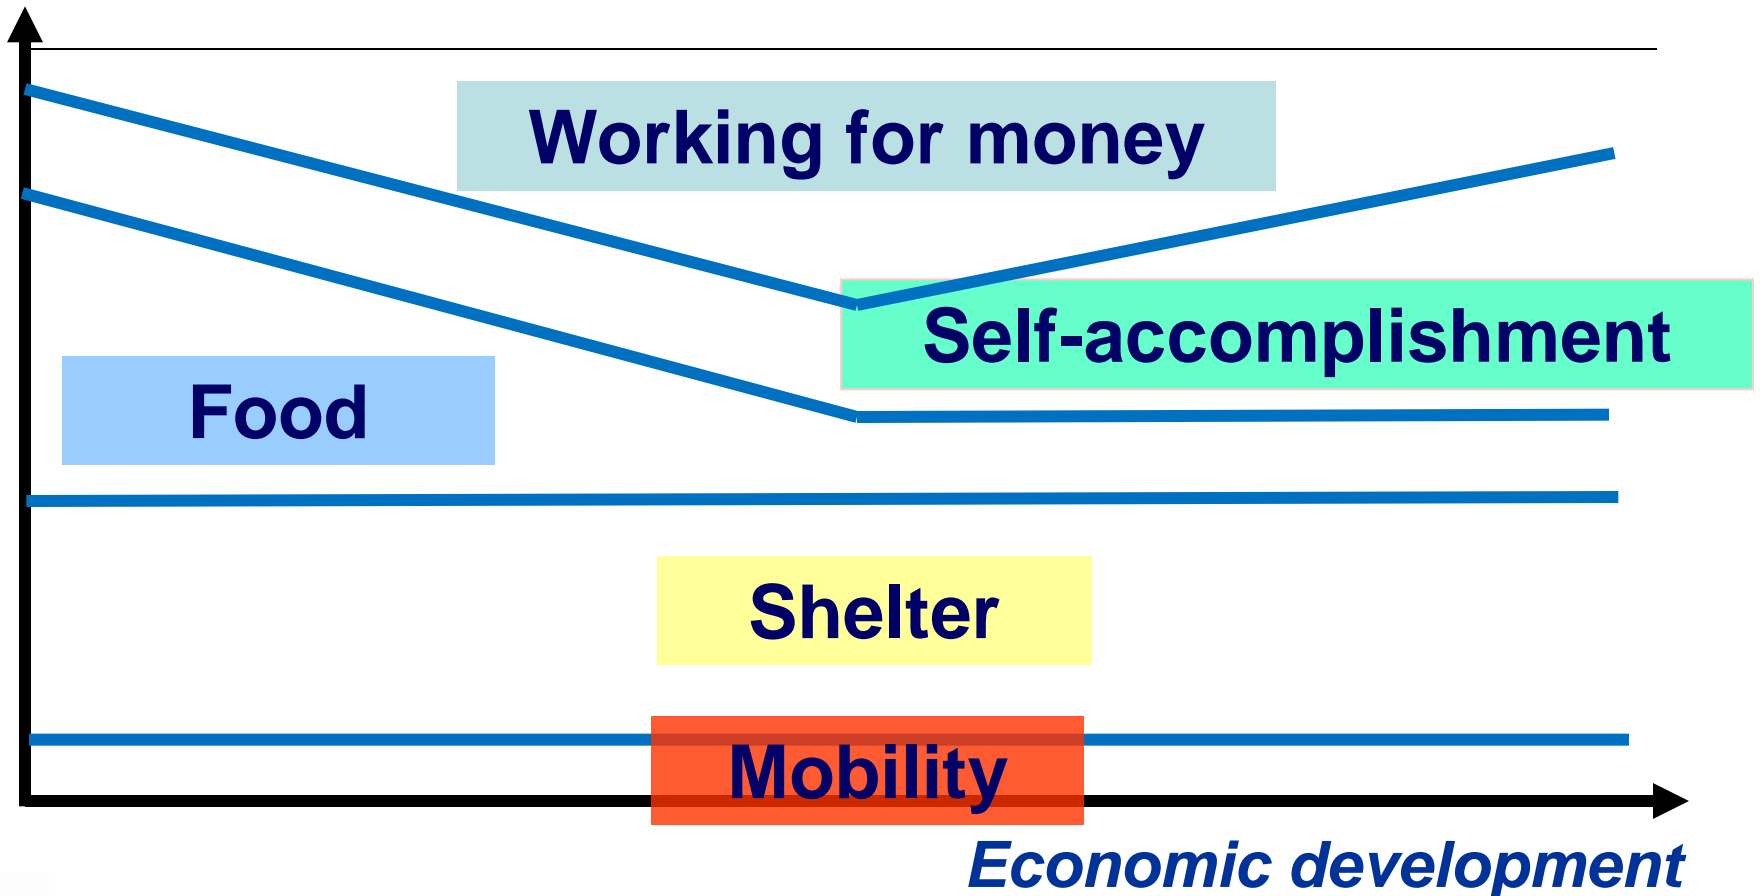 Working for money
Self-accomplishment
Food
Shelter
Mobility
Economic development